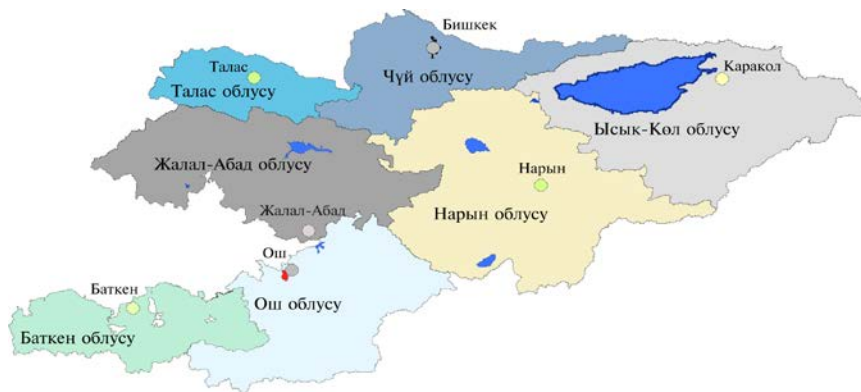 Бишкек
Талас
Чүй облусу
Каракол
Талас облусу
Ысык-Көл облусу
Жалал-Абад облусу
Нарын
Жалал-Абад
Нарын облусу
Ош
Баткен
Ош облусу
Баткен облусу